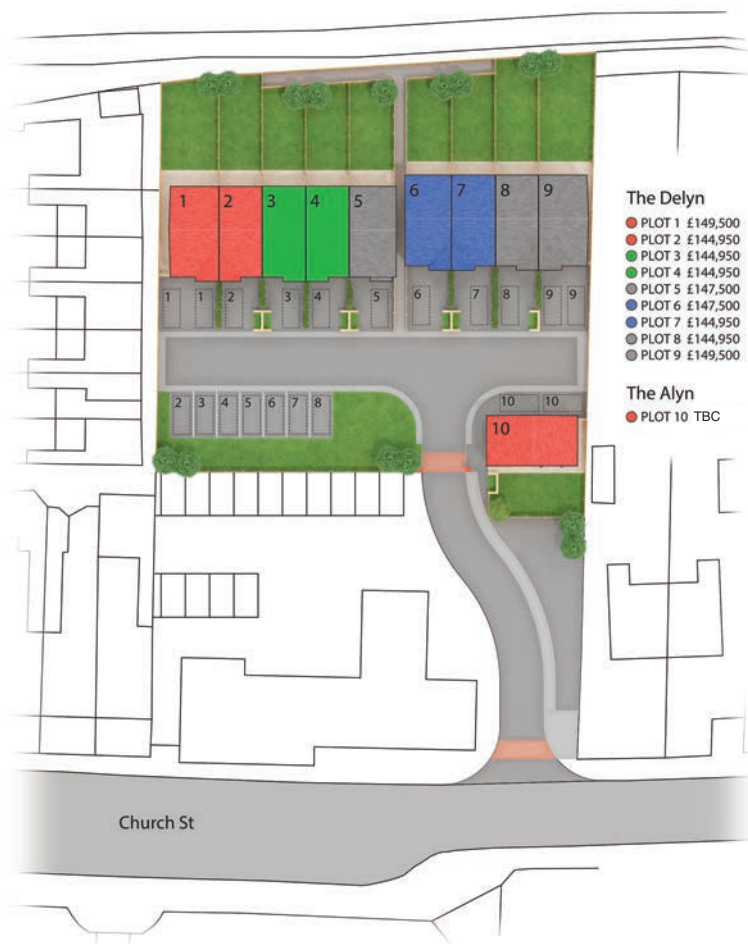 1 2 3 4 5 6 7 8 9
The Delyn
PLOT 1 £149,500
PLOT 2 £144,950
PLOT 3 £144,950
PLOT 4 £144,950
PLOT 5 £147,500
PLOT 6 £147,500
PLOT 7 £144,950
PLOT 8 £144,950
PLOT 9 £149,500
1 1 2 3 4 5 6 7 8 9 9
The Alyn
PLOT 10 TBC
2 3 4 5 6 7 8
10 10
10
Church St